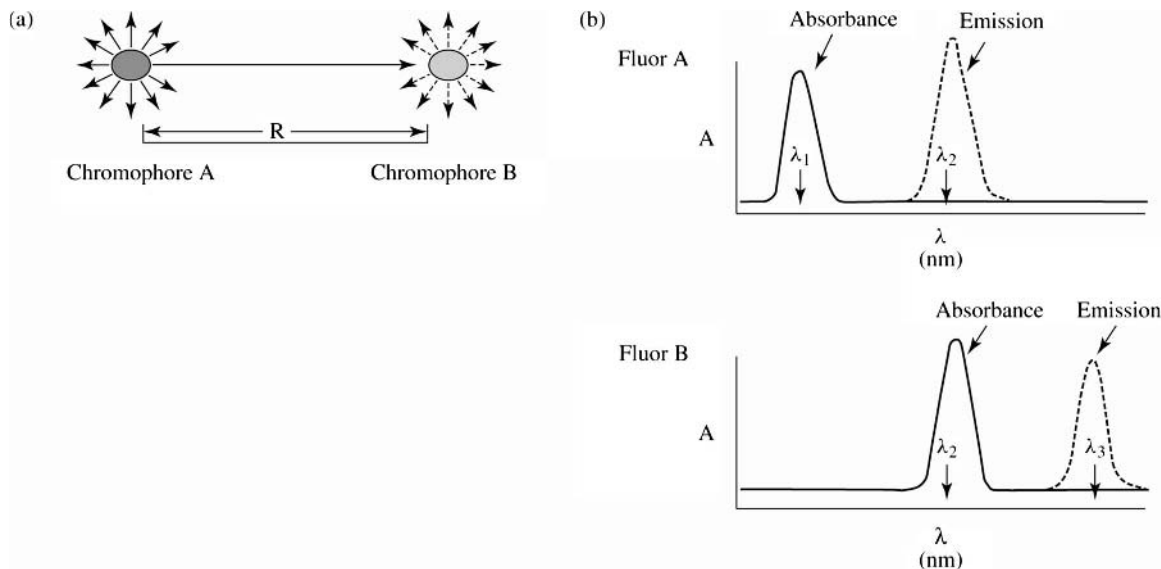 (a)
R
Chromophore A
Chromophore B
(b)
Absorbance
Emission
Fluor A
A
λ1
λ2
λ
(nm)
Absorbance
Emission
Fluor B
A
λ2
λ3
λ
(nm)